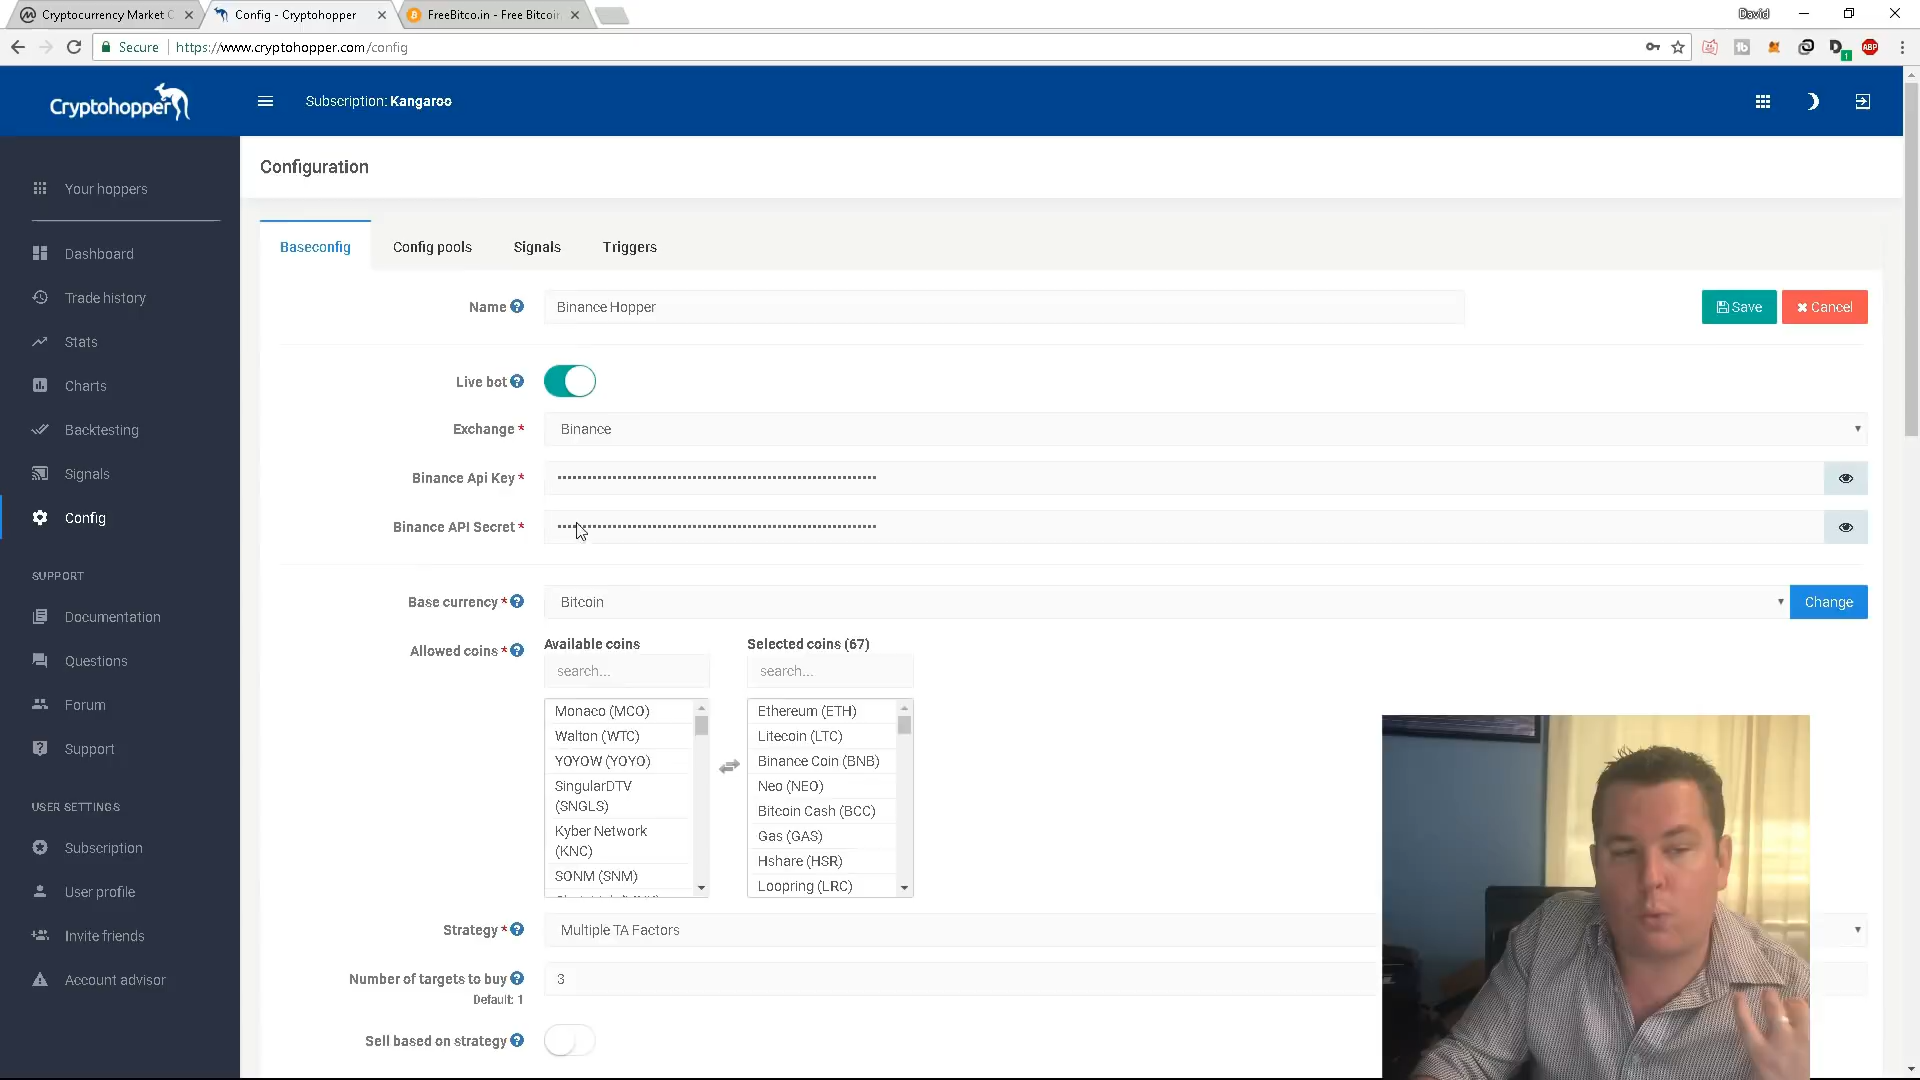 Cryptocurrency Market C
Config - Cryptohopper
FreeBitco.in - Free Bitcoin
David
Secure
https://www.cryptohopper.com/config
1
ABP
Cryptohopper
Subscription: Kangaroo
Your hoppers
Dashboard
Trade history
Stats
Charts
Backtesting
Signals
Config
SUPPORT
Documentation
Questions
Forum
Support
USER SETTINGS
Subscription
User profile
Invite friends
Account advisor
Configuration
Baseconfig
Config pools
Signals
Triggers
Name
Binance Hopper
Save
Cancel
Live bot
Exchange *
Binance
Binance Api Key *
Binance API Secret *
Base currency *
Bitcoin
Change
Allowed coins *
Available coins
search...
Monaco (MCO)
Walton (WTC)
YOYOW (YOYO)
SingularDTV
(SNGLS)
Kyber Network
(KNC)
SONM (SNM)
Selected coins (67)
search...
Ethereum (ETH)
Litecoin (LTC)
Binance Coin (BNB)
Neo (NEO)
Bitcoin Cash (BCC)
Gas (GAS)
Hshare (HSR)
Loopring (LRC)
Strategy *
Multiple TA Factors
Number of targets to buy
Default: 1
3
Sell based on strategy